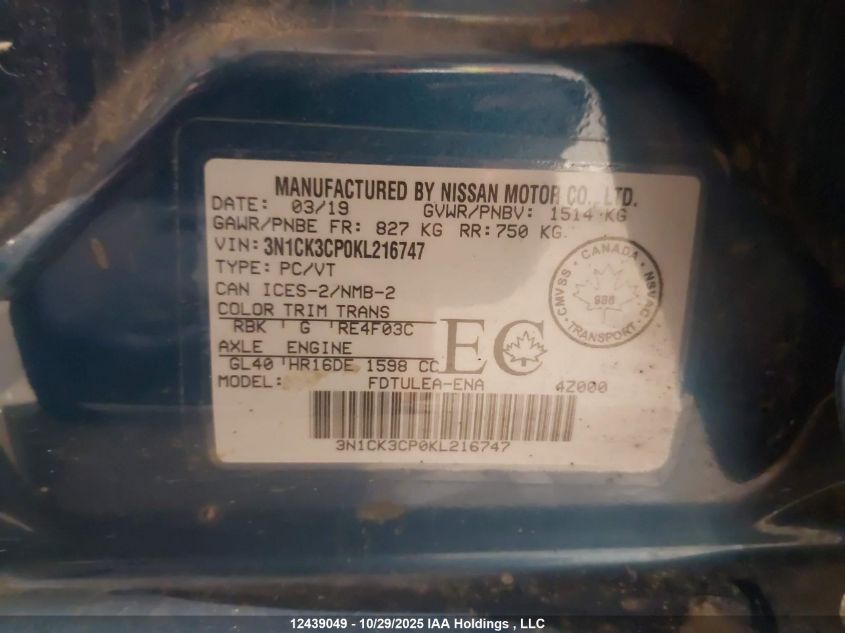 MANUFACTURED BY NISSAN MOTOR CO., LTD.
DATE: 03/19 GVWR/PNBV: 1514 KG
GAWR/PNBE FR: 827 KG RR: 750 KG
VIN: 3N1CK3CP0KL216747
TYPE: PC/VT
CAN ICES-2/NMB-2
COLOR TRIM TRANS
RBK G RE4F03C
AXLE ENGINE
GL40 HR16DE 1598 CC
MODEL: FDTULEA-ENA 4Z000
EC
CANADA
CMVSS NSVAC
986
TRANSPORT
3N1CK3CP0KL216747
12439049 - 10/29/2025 IAA Holdings , LLC